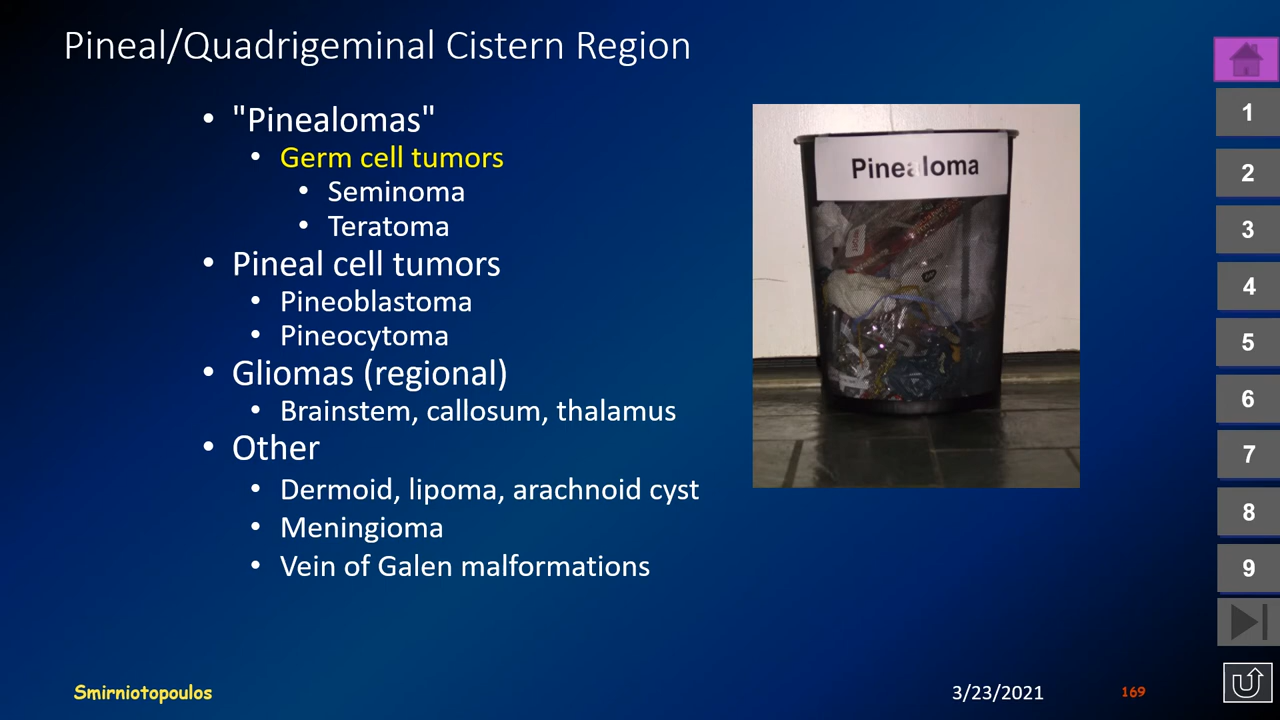 Pineal/Quadrigeminal Cistern Region
• "Pinealomas"
• Germ cell tumors
• Seminoma
• Teratoma
• Pineal cell tumors
• Pineoblastoma
• Pineocytoma
• Gliomas (regional)
• Brainstem, callosum, thalamus
• Other
• Dermoid, lipoma, arachnoid cyst
• Meningioma
• Vein of Galen malformations
Pinealoma
1
2
3
4
5
6
7
8
9
Smirniotopoulos
3/23/2021
169